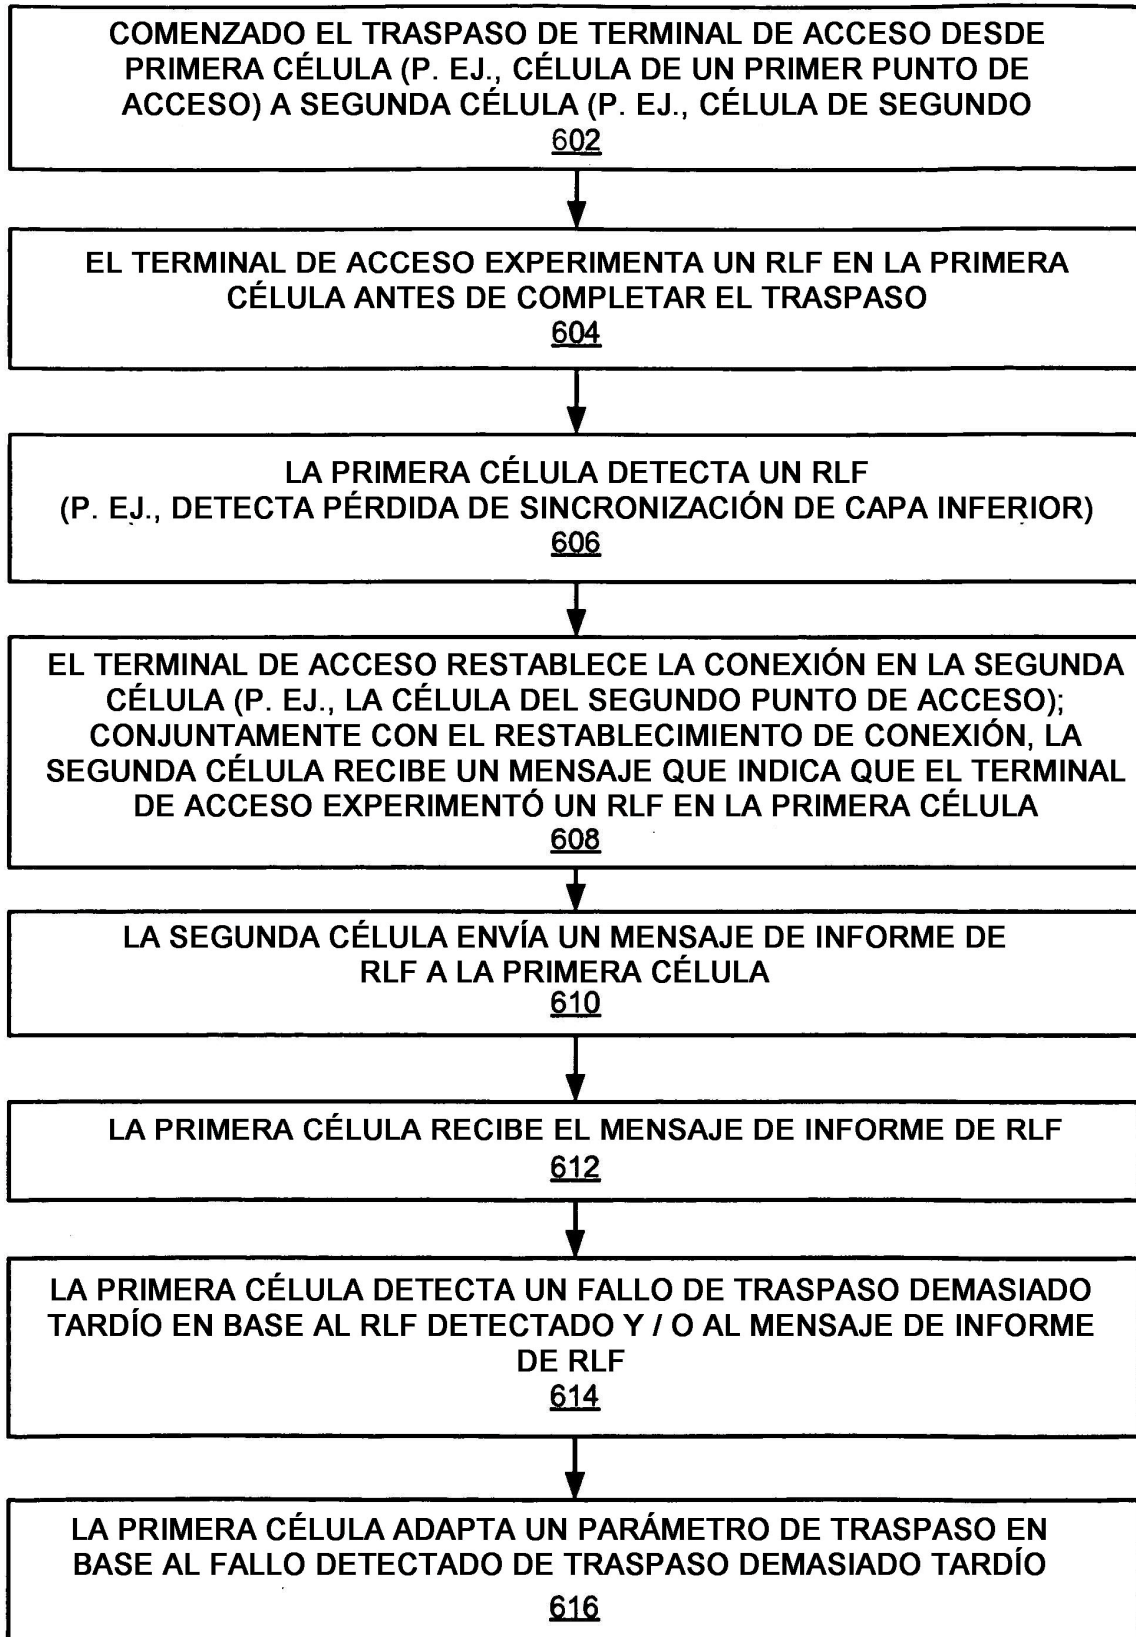 COMENZADO EL TRASPASO DE TERMINAL DE ACCESO DESDE
PRIMERA CÉLULA (P. EJ., CÉLULA DE UN PRIMER PUNTO DE
ACCESO) A SEGUNDA CÉLULA (P. EJ., CÉLULA DE SEGUNDO
602
EL TERMINAL DE ACCESO EXPERIMENTA UN RLF EN LA PRIMERA
CÉLULA ANTES DE COMPLETAR EL TRASPASO
604
LA PRIMERA CÉLULA DETECTA UN RLF
(P. EJ., DETECTA PÉRDIDA DE SINCRONIZACIÓN DE CAPA INFERIOR)
606
EL TERMINAL DE ACCESO RESTABLECE LA CONEXIÓN EN LA SEGUNDA
CÉLULA (P. EJ., LA CÉLULA DEL SEGUNDO PUNTO DE ACCESO);
CONJUNTAMENTE CON EL RESTABLECIMIENTO DE CONEXIÓN, LA
SEGUNDA CÉLULA RECIBE UN MENSAJE QUE INDICA QUE EL TERMINAL
DE ACCESO EXPERIMENTÓ UN RLF EN LA PRIMERA CÉLULA
608
LA SEGUNDA CÉLULA ENVÍA UN MENSAJE DE INFORME DE
RLF A LA PRIMERA CÉLULA
610
LA PRIMERA CÉLULA RECIBE EL MENSAJE DE INFORME DE RLF
612
LA PRIMERA CÉLULA DETECTA UN FALLO DE TRASPASO DEMASIADO
TARDÍO EN BASE AL RLF DETECTADO Y / O AL MENSAJE DE INFORME
DE RLF
614
LA PRIMERA CÉLULA ADAPTA UN PARÁMETRO DE TRASPASO EN
BASE AL FALLO DETECTADO DE TRASPASO DEMASIADO TARDÍO
616